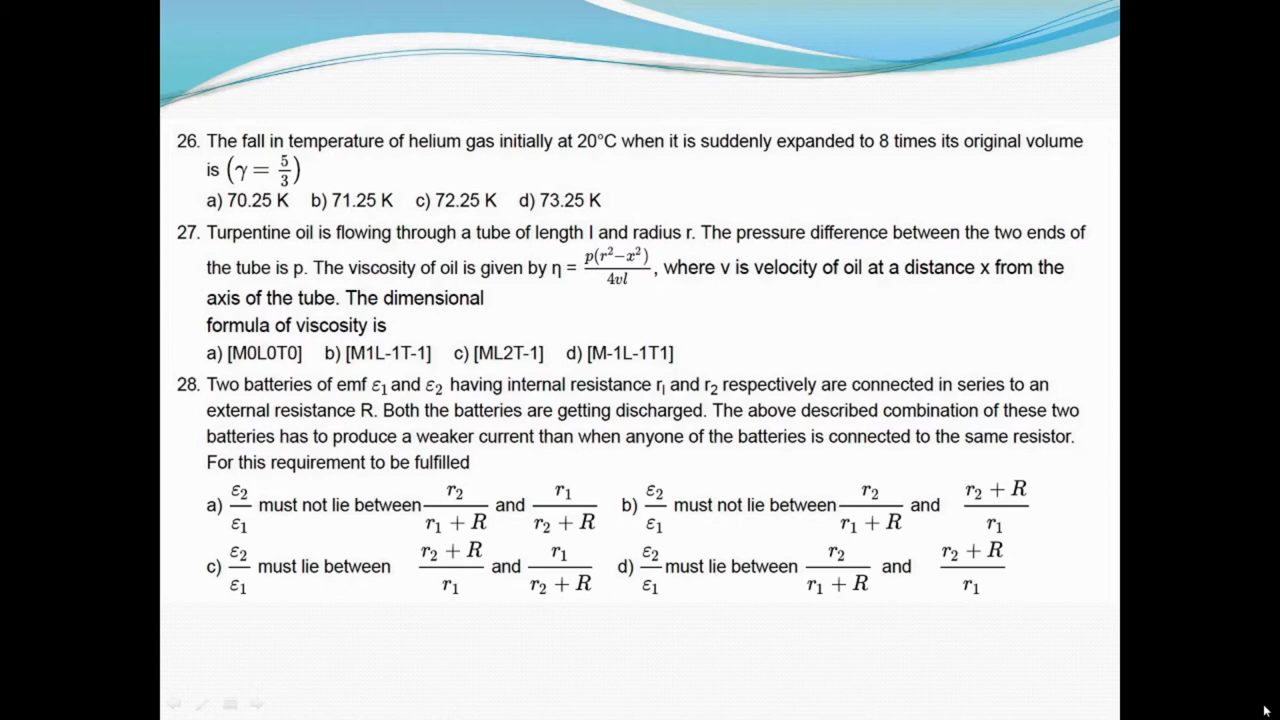 26. The fall in temperature of helium gas initially at 20°C when it is suddenly expanded to 8 times its original volume
is (γ = 5/3)
a) 70.25 K b) 71.25 K c) 72.25 K d) 73.25 K
27. Turpentine oil is flowing through a tube of length l and radius r. The pressure difference between the two ends of
the tube is p. The viscosity of oil is given by η = p(r²−x²)/4vl, where v is velocity of oil at a distance x from the
axis of the tube. The dimensional
formula of viscosity is
a) [M0L0T0] b) [M1L-1T-1] c) [ML2T-1] d) [M-1L-1T1]
28. Two batteries of emf ε₁ and ε₂ having internal resistance r₁ and r₂ respectively are connected in series to an
external resistance R. Both the batteries are getting discharged. The above described combination of these two
batteries has to produce a weaker current than when anyone of the batteries is connected to the same resistor.
For this requirement to be fulfilled
a) ε₂/ε₁ must not lie between r₂/(r₁ + R) and r₁/(r₂ + R) b) ε₂/ε₁ must not lie between r₂/(r₁ + R) and (r₂ + R)/r₁
c) ε₂/ε₁ must lie between (r₂ + R)/r₁ and r₁/(r₂ + R) d) ε₂/ε₁ must lie between r₂/(r₁ + R) and (r₂ + R)/r₁